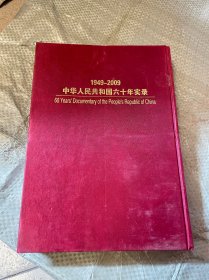 1949-2009
中华人民共和国六十年实录
60 Years' Documentary of the People's Republic of China